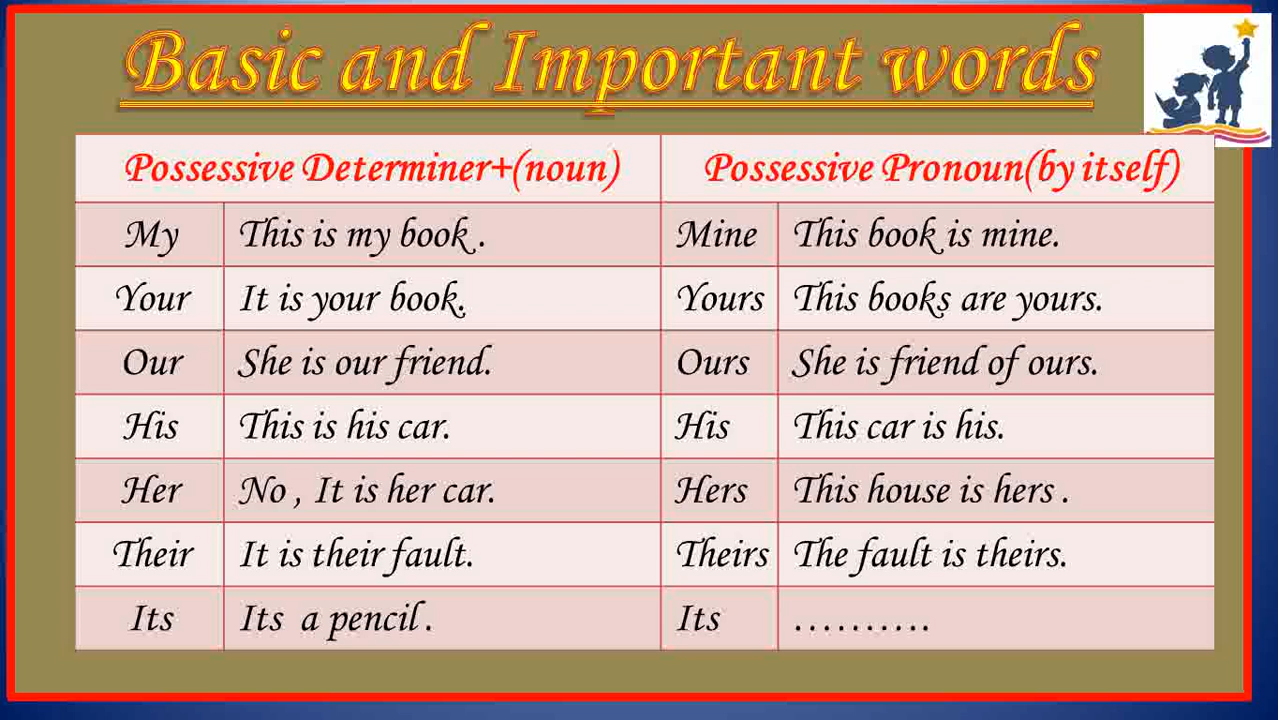 Basic and Important words
Possessive Determiner+(noun) Possessive Pronoun(by itself)
My This is my book . Mine This book is mine.
Your It is your book. Yours This books are yours.
Our She is our friend. Ours She is friend of ours.
His This is his car. His This car is his.
Her No , It is her car. Hers This house is hers .
Their It is their fault. Theirs The fault is theirs.
Its Its a pencil . Its ……….